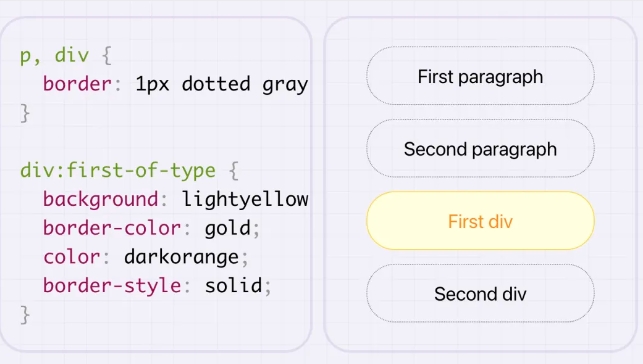 p, div {
border: 1px dotted gray
}
div:first-of-type {
background: lightyellow
border-color: gold;
color: darkorange;
border-style: solid;
}
First paragraph
Second paragraph
First div
Second div